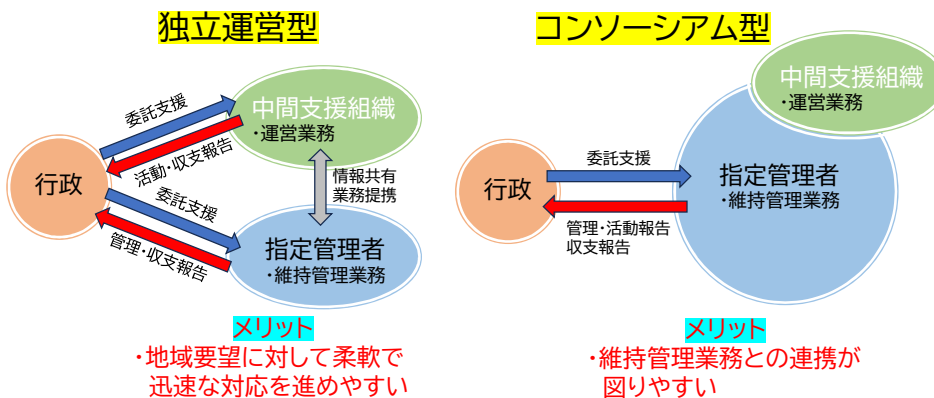 独立運営型
中間支援組織
・運営業務
委託支援
活動・収支報告
行政
情報共有
業務提携
委託支援
管理・収支報告
指定管理者
・維持管理業務
メリット
・地域要望に対して柔軟で
迅速な対応を進めやすい
コンソーシアム型
中間支援組織
・運営業務
行政
委託支援
管理・活動報告
収支報告
指定管理者
・維持管理業務
メリット
・維持管理業務との連携が
図りやすい